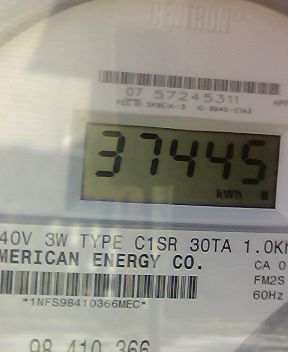 CENTRON
07 57245311
37445
kWh
40V 3W TYPE C1SR 30TA 1.0K
MERICAN ENERGY CO. CA 0
FM2S
*1NFS98410366MEC* 60Hz
98 410 366